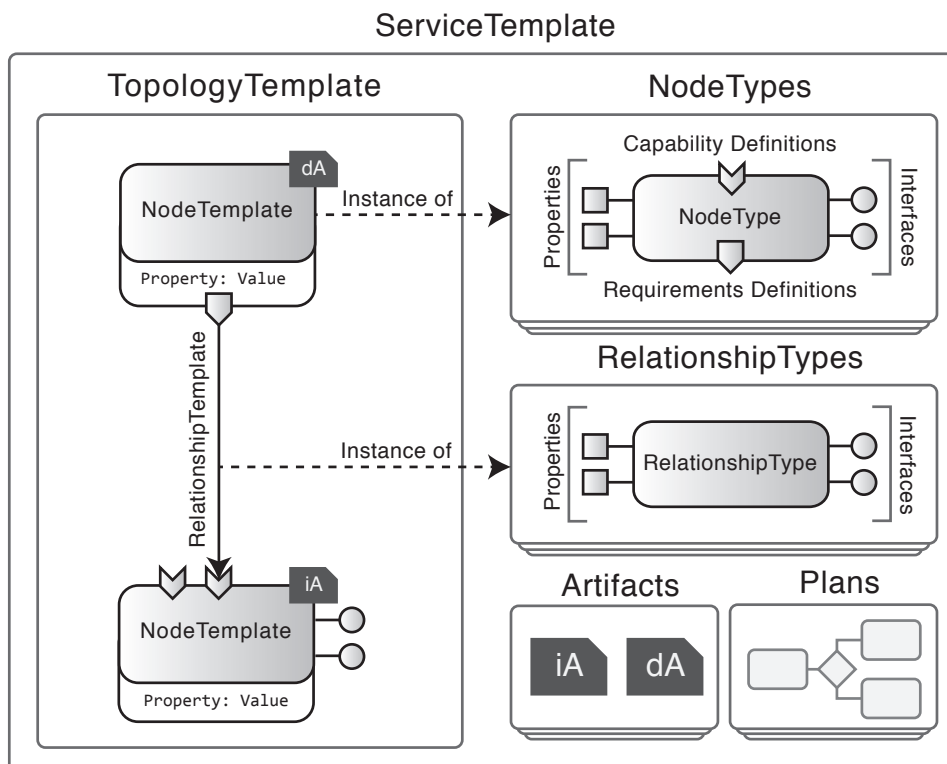 ServiceTemplate
TopologyTemplate
dA
NodeTemplate
Property: Value
Instance of
RelationshipTemplate
Instance of
iA
NodeTemplate
Property: Value
NodeTypes
Capability Definitions
Properties
NodeType
Interfaces
Requirements Definitions
RelationshipTypes
Properties
RelationshipType
Interfaces
Artifacts
iA
dA
Plans